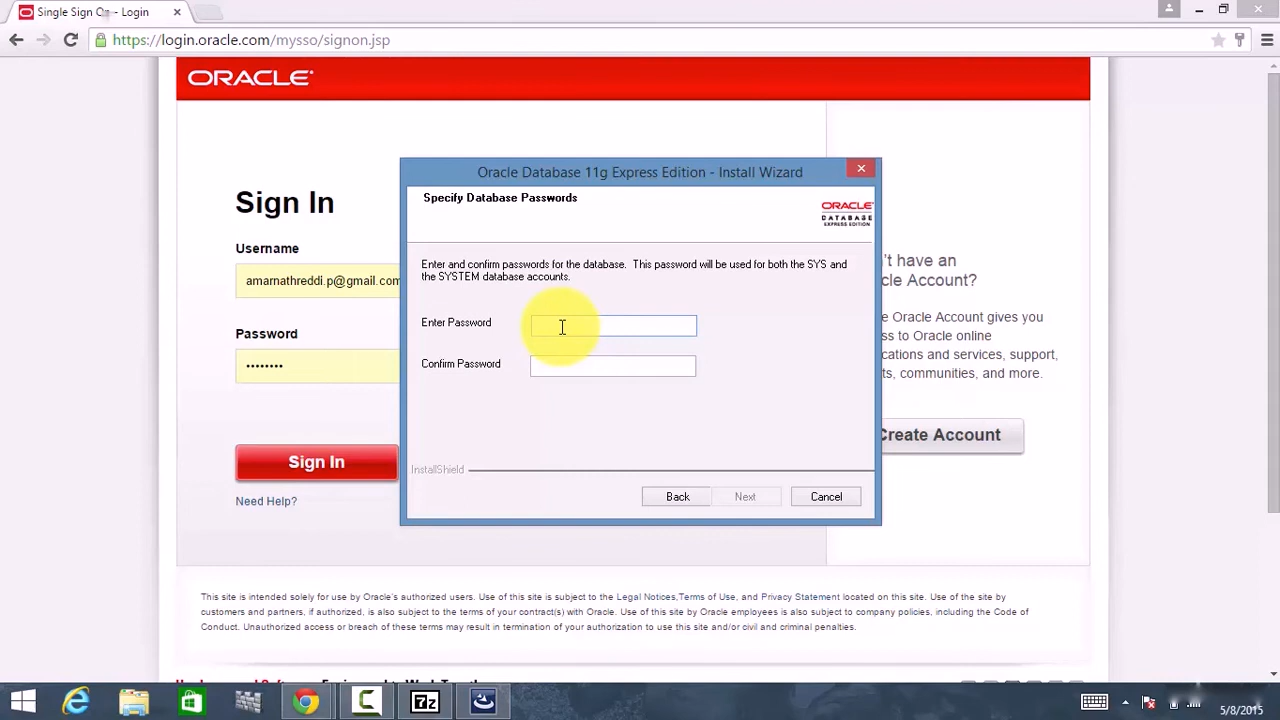 Single Sign On - Login
https://login.oracle.com/mysso/signon.jsp
ORACLE
Sign In
Username
amarnathreddi.p@gmail.com
Password
••••••••
Sign In
Need Help?
Oracle Database 11g Express Edition - Install Wizard
Specify Database Passwords
ORACLE
DATABASE
EXPRESS EDITION
Enter and confirm passwords for the database. This password will be used for both the SYS and
the SYSTEM database accounts.
Enter Password
Confirm Password
InstallShield
Back
Next
Cancel
't have an
cle Account?
e Oracle Account gives you
ess to Oracle online
ications and services, support,
ts, communities, and more.
Create Account
This site is intended solely for use by Oracle's authorized users. Use of this site is subject to the Legal Notices,Terms of Use, and Privacy Statement located on this site. Use of the site by
customers and partners, if authorized, is also subject to the terms of your contract(s) with Oracle. Use of this site by Oracle employees is also subject to company policies, including the Code of
Conduct. Unauthorized access or breach of these terms may result in termination of your authorization to use this site and/or civil and criminal penalties.
7z
5/8/2015